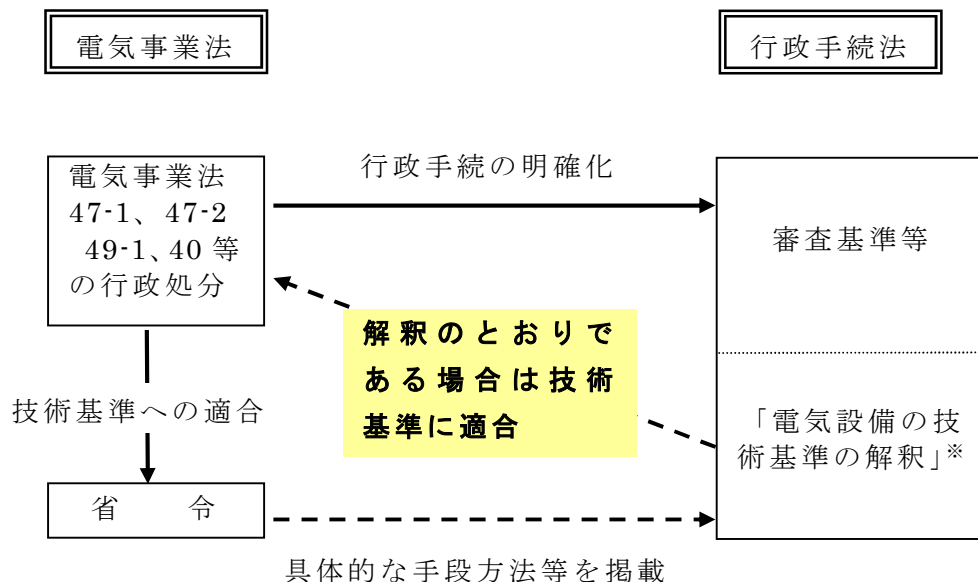 電気事業法
行政手続法
電気事業法
47-1、47-2
49-1、40 等
の行政処分
行政手続の明確化
審査基準等
解釈のとおりで
ある場合は技術
基準に適合
技術基準への適合
「電気設備の技
術基準の解釈」※
省　　令
具体的な手段方法等を掲載